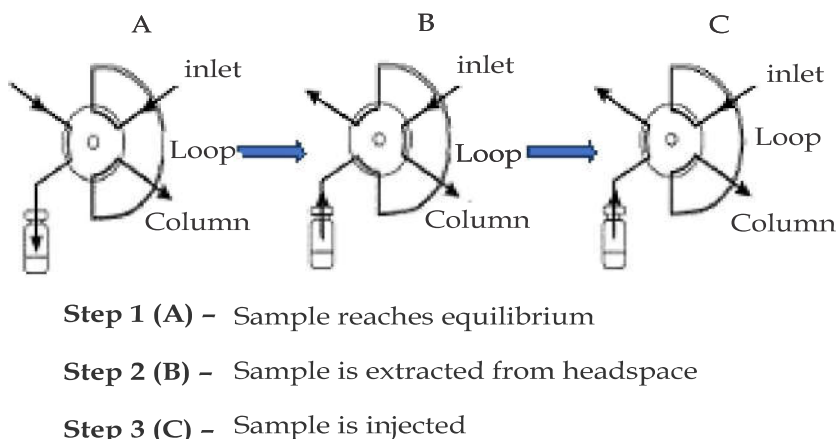 A B C
inlet inlet inlet
Loop Loop Loop
Column Column Column
Step 1 (A) – Sample reaches equilibrium
Step 2 (B) – Sample is extracted from headspace
Step 3 (C) – Sample is injected